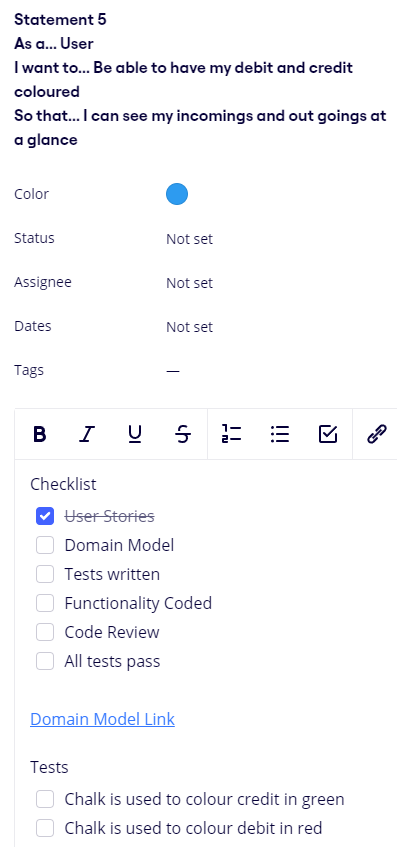 Statement 5
As a... User
I want to... Be able to have my debit and credit
coloured
So that... I can see my incomings and out goings at
a glance
Color
Status Not set
Assignee Not set
Dates Not set
Tags —
B I U S
Checklist
User Stories
Domain Model
Tests written
Functionality Coded
Code Review
All tests pass
Domain Model Link
Tests
Chalk is used to colour credit in green
Chalk is used to colour debit in red